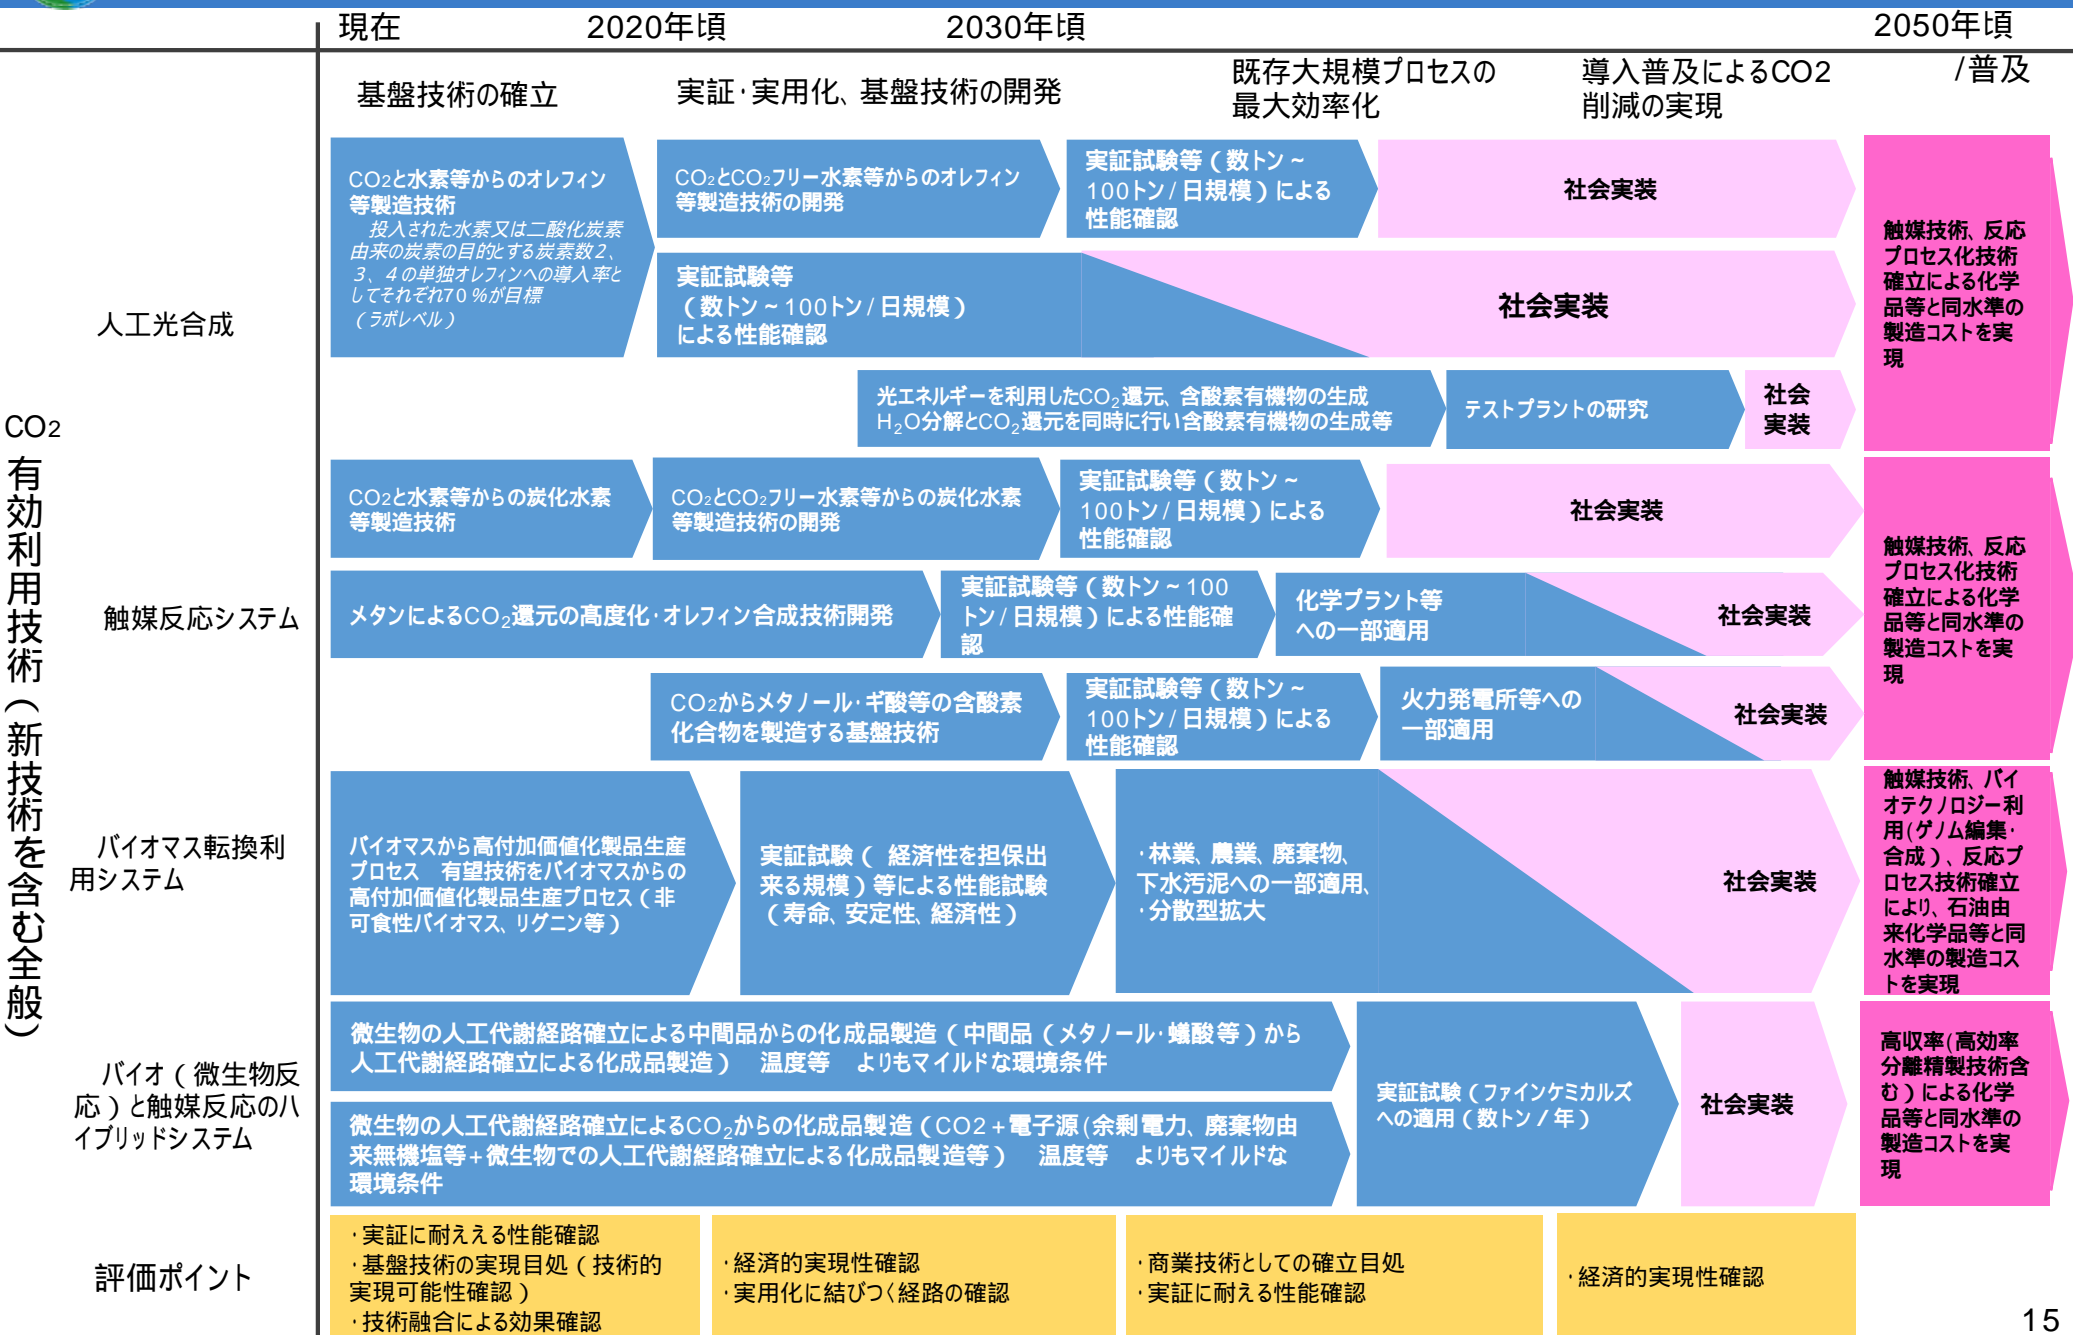 現在
2020年頃
2030年頃
2050年頃
基盤技術の確立
実証･実用化、基盤技術の開発
既存大規模プロセスの
最大効率化
導入普及によるCO2
削減の実現
/普及
CO2
有効利用技術(新技術を含む全般)
人工光合成
CO2と水素等からのオレフィン
等製造技術
投入された水素又は二酸化炭素
由来の炭素の目的とする炭素数２、
３、４の単独オレフィンへの導入率と
してそれぞれ70％が目標
（ラボレベル）
CO2とCO2フリー水素等からのオレフィン
等製造技術の開発
実証試験等（数トン~
100トン/日規模）による
性能確認
社会実装
実証試験等
（数トン~100トン/日規模）
による性能確認
社会実装
光エネルギーを利用したCO2還元、含酸素有機物の生成
H2O分解とCO2還元を同時に行い含酸素有機物の生成等
テストプラントの研究
社会
実装
触媒技術、反応
プロセス化技術
確立による化学
品等と同水準の
製造コストを実
現
触媒反応システム
CO2と水素等からの炭化水素
等製造技術
CO2とCO2フリー水素等からの炭化水素
等製造技術の開発
実証試験等（数トン~
100トン/日規模）による
性能確認
社会実装
メタンによるCO2還元の高度化･オレフィン合成技術開発
実証試験等（数トン~100
トン/日規模）による性能確
認
化学プラント等
への一部適用
社会実装
CO2からメタノール･ギ酸等の含酸素
化合物を製造する基盤技術
実証試験等（数トン~
100トン/日規模）による
性能確認
火力発電所等への
一部適用
社会実装
触媒技術、反応
プロセス化技術
確立による化学
品等と同水準の
製造コストを実
現
バイオマス転換利
用システム
バイオマスから高付加価値化製品生産
プロセス　有望技術をバイオマスからの
高付加価値化製品生産プロセス（非
可食性バイオマス、リグニン等）
実証試験（ 経済性を担保出
来る規模）等による性能試験
（寿命、安定性、経済性）
･林業、農業、廃棄物、
下水汚泥への一部適用、
･分散型拡大
社会実装
触媒技術、バイ
オテクノロジー利
用(ゲノム編集･
合成）、反応プ
ロセス技術確立
により、石油由
来化学品等と同
水準の製造コス
トを実現
バイオ（微生物反
応）と触媒反応のハ
イブリッドシステム
微生物の人工代謝経路確立による中間品からの化成品製造（中間品（メタノール･蟻酸等）から
人工代謝経路確立による化成品製造）　温度等　よりもマイルドな環境条件
微生物の人工代謝経路確立によるCO2からの化成品製造（CO2+電子源(余剰電力、廃棄物由
来無機塩等+微生物での人工代謝経路確立による化成品製造等）　温度等　よりもマイルドな
環境条件
実証試験（ファインケミカルズ
への適用（数トン/年）
社会実装
高収率(高効率
分離精製技術含
む）による化学
品等と同水準の
製造コストを実
現
評価ポイント
･実証に耐ええる性能確認
･基盤技術の実現目処（技術的
実現可能性確認）
･技術融合による効果確認
･経済的実現性確認
･実用化に結びつく経路の確認
･商業技術としての確立目処
･実証に耐える性能確認
･経済的実現性確認
15